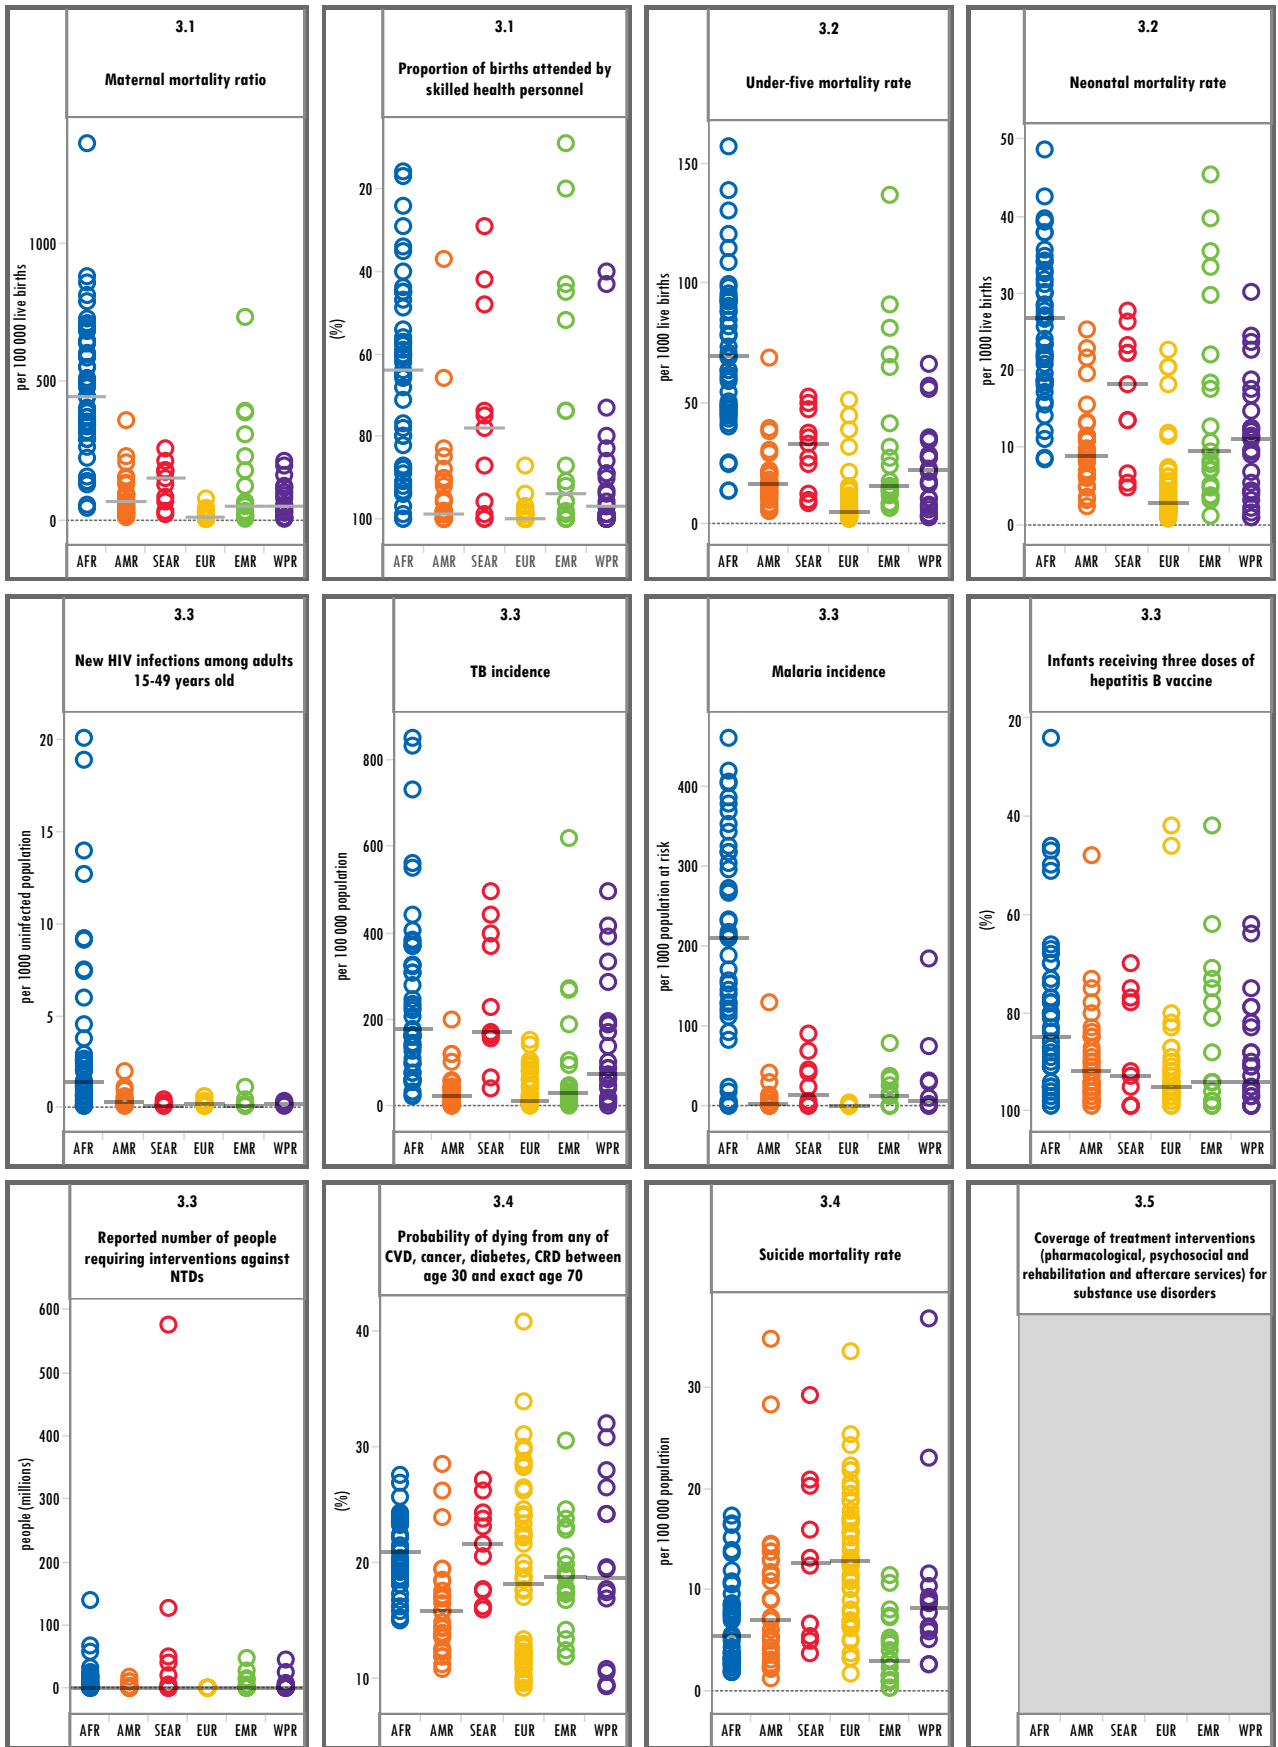 3.1
Maternal mortality ratio
per 100 000 live births
1000
500
0
AFR AMR SEAR EUR EMR WPR
3.1
Proportion of births attended by
skilled health personnel
(%)
20
40
60
80
100
AFR AMR SEAR EUR EMR WPR
3.2
Under-five mortality rate
per 1000 live births
150
100
50
0
AFR AMR SEAR EUR EMR WPR
3.2
Neonatal mortality rate
per 1000 live births
50
40
30
20
10
0
AFR AMR SEAR EUR EMR WPR
3.3
New HIV infections among adults
15-49 years old
per 1000 uninfected population
20
15
10
5
0
AFR AMR SEAR EUR EMR WPR
3.3
TB incidence
per 100 000 population
800
600
400
200
0
AFR AMR SEAR EUR EMR WPR
3.3
Malaria incidence
per 1000 population at risk
400
300
200
100
0
AFR AMR SEAR EUR EMR WPR
3.3
Infants receiving three doses of
hepatitis B vaccine
(%)
20
40
60
80
100
AFR AMR SEAR EUR EMR WPR
3.3
Reported number of people
requiring interventions against
NTDs
people (millions)
600
500
400
300
200
100
0
AFR AMR SEAR EUR EMR WPR
3.4
Probability of dying from any of
CVD, cancer, diabetes, CRD between
age 30 and exact age 70
(%)
40
30
20
10
AFR AMR SEAR EUR EMR WPR
3.4
Suicide mortality rate
per 100 000 population
30
20
10
0
AFR AMR SEAR EUR EMR WPR
3.5
Coverage of treatment interventions
(pharmacological, psychosocial and
rehabilitation and aftercare services) for
substance use disorders
AFR AMR SEAR EUR EMR WPR